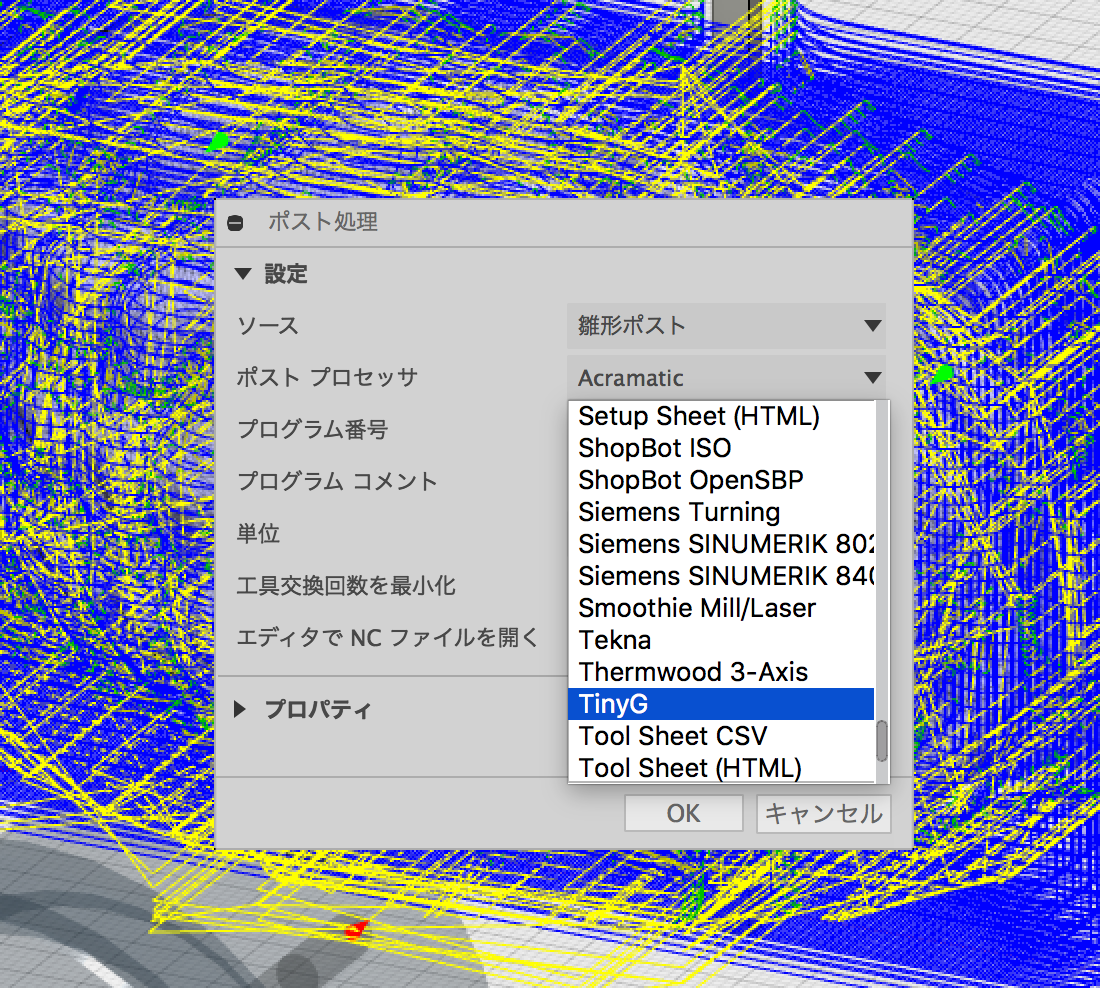 ポスト処理
設定
ソース 雛形ポスト
ポスト プロセッサ Acramatic
プログラム番号
プログラム コメント
単位
工具交換回数を最小化
エディタで NC ファイルを開く
プロパティ
Setup Sheet (HTML)
ShopBot ISO
ShopBot OpenSBP
Siemens Turning
Siemens SINUMERIK 802
Siemens SINUMERIK 840
Smoothie Mill/Laser
Tekna
Thermwood 3-Axis
TinyG
Tool Sheet CSV
Tool Sheet (HTML)
OK キャンセル